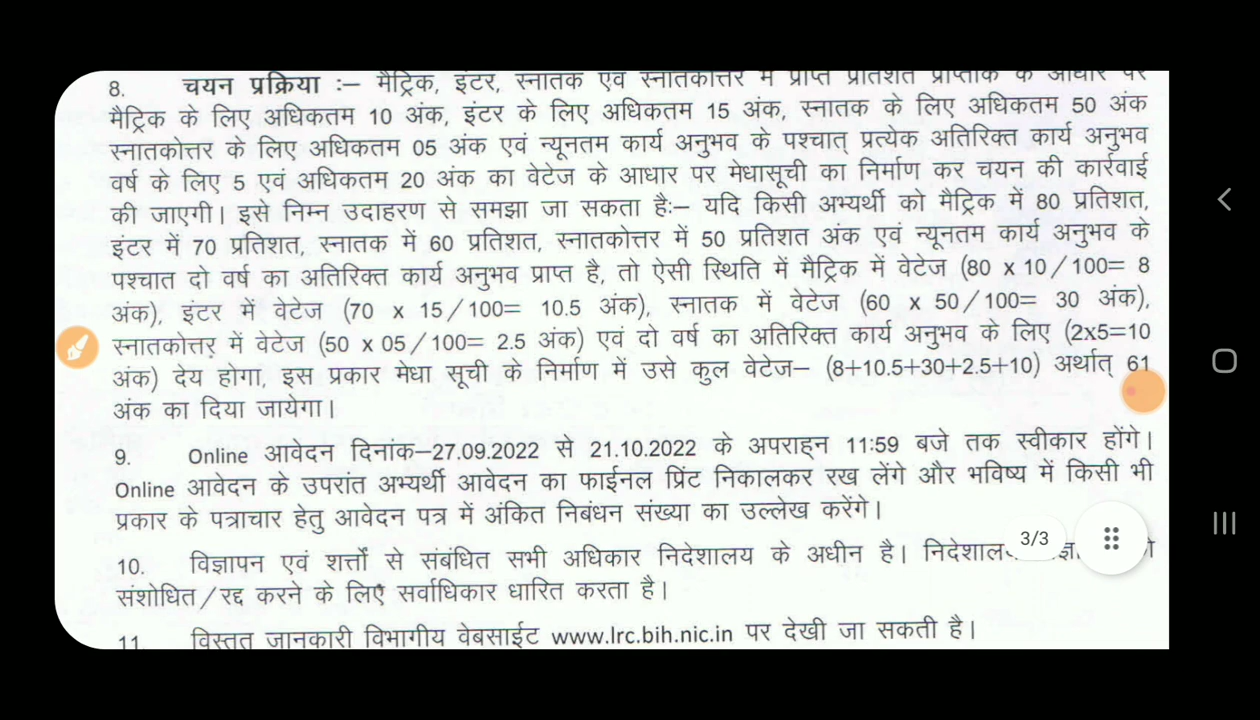 8. चयन प्रक्रिया :– मैट्रिक, इंटर, स्नातक एवं स्नातकोत्तर में प्राप्त प्रतिशत प्राप्तांक के आधार पर
मैट्रिक के लिए अधिकतम 10 अंक, इंटर के लिए अधिकतम 15 अंक, स्नातक के लिए अधिकतम 50 अंक
स्नातकोत्तर के लिए अधिकतम 05 अंक एवं न्यूनतम कार्य अनुभव के पश्चात् प्रत्येक अतिरिक्त कार्य अनुभव
वर्ष के लिए 5 एवं अधिकतम 20 अंक का वेटेज के आधार पर मेधासूची का निर्माण कर चयन की कार्रवाई
की जाएगी। इसे निम्न उदाहरण से समझा जा सकता है:– यदि किसी अभ्यर्थी को मैट्रिक में 80 प्रतिशत,
इंटर में 70 प्रतिशत, स्नातक में 60 प्रतिशत, स्नातकोत्तर में 50 प्रतिशत अंक एवं न्यूनतम कार्य अनुभव के
पश्चात दो वर्ष का अतिरिक्त कार्य अनुभव प्राप्त है, तो ऐसी स्थिति में मैट्रिक में वेटेज (80 x 10/100= 8
अंक), इंटर में वेटेज (70 x 15/100= 10.5 अंक), स्नातक में वेटेज (60 x 50/100= 30 अंक),
स्नातकोत्तर में वेटेज (50 x 05/100= 2.5 अंक) एवं दो वर्ष का अतिरिक्त कार्य अनुभव के लिए (2x5=10
अंक) देय होगा, इस प्रकार मेधा सूची के निर्माण में उसे कुल वेटेज– (8+10.5+30+2.5+10) अर्थात् 61
अंक का दिया जायेगा।
9. Online आवेदन दिनांक–27.09.2022 से 21.10.2022 के अपराह्न 11:59 बजे तक स्वीकार होंगे।
Online आवेदन के उपरांत अभ्यर्थी आवेदन का फाईनल प्रिंट निकालकर रख लेंगे और भविष्य में किसी भी
प्रकार के पत्राचार हेतु आवेदन पत्र में अंकित निबंधन संख्या का उल्लेख करेंगे।
3/3
10. विज्ञापन एवं शर्त्तों से संबंधित सभी अधिकार निदेशालय के अधीन है।
संशोधित/रद्द करने के लिए सर्वाधिकार धारित करता है।
11. विस्तृत जानकारी विभागीय वेबसाईट www.lrc.bih.nic.in पर देखी जा सकती है।